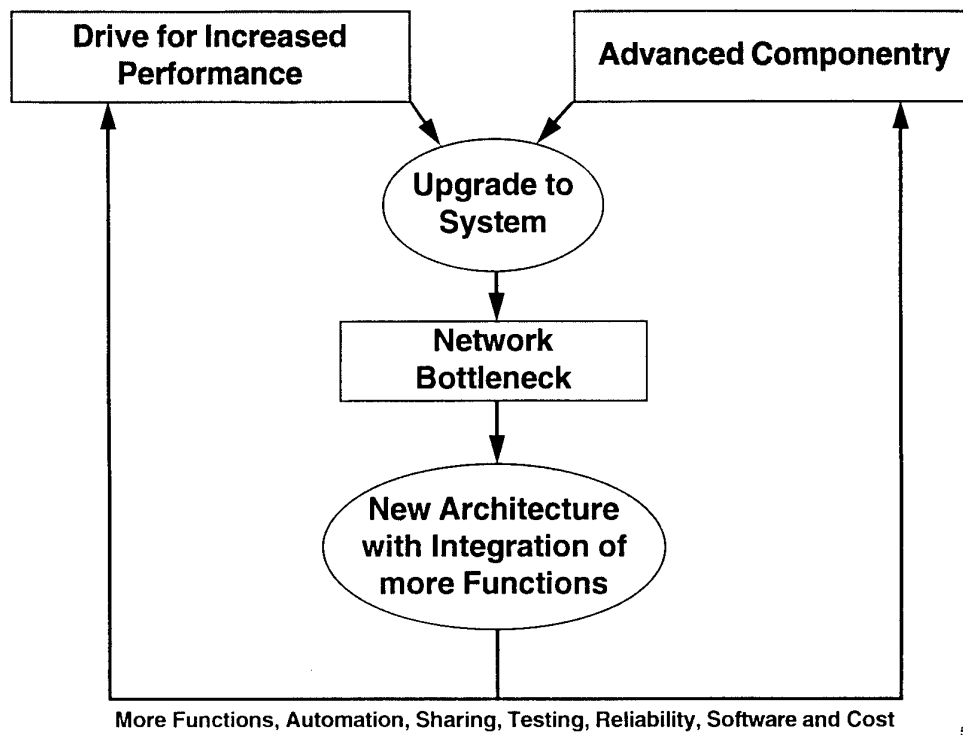 Drive for Increased
Performance
Advanced Componentry
Upgrade to
System
Network
Bottleneck
New Architecture
with Integration of
more Functions
More Functions, Automation, Sharing, Testing, Reliability, Software and Cost